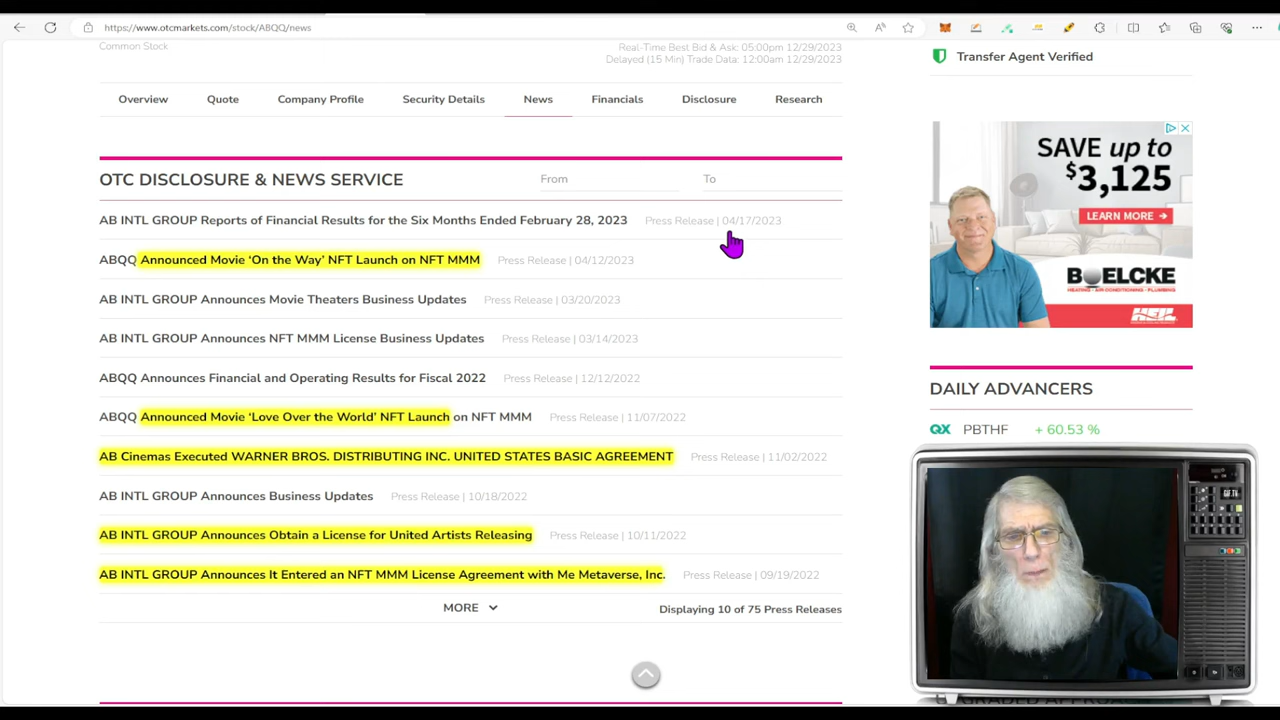 https://www.otcmarkets.com/stock/ABQQ/news
Common Stock
Real-Time Best Bid & Ask: 05:00pm 12/29/2023
Delayed (15 Min) Trade Data: 12:00am 12/29/2023
Transfer Agent Verified
Overview Quote Company Profile Security Details News Financials Disclosure Research
OTC DISCLOSURE & NEWS SERVICE From To
AB INTL GROUP Reports of Financial Results for the Six Months Ended February 28, 2023 Press Release | 04/17/2023
ABQQ Announced Movie ‘On the Way’ NFT Launch on NFT MMM Press Release | 04/12/2023
AB INTL GROUP Announces Movie Theaters Business Updates Press Release | 03/20/2023
AB INTL GROUP Announces NFT MMM License Business Updates Press Release | 03/14/2023
ABQQ Announces Financial and Operating Results for Fiscal 2022 Press Release | 12/12/2022
ABQQ Announced Movie ‘Love Over the World’ NFT Launch on NFT MMM Press Release | 11/07/2022
AB Cinemas Executed WARNER BROS. DISTRIBUTING INC. UNITED STATES BASIC AGREEMENT Press Release | 11/02/2022
AB INTL GROUP Announces Business Updates Press Release | 10/18/2022
AB INTL GROUP Announces Obtain a License for United Artists Releasing Press Release | 10/11/2022
AB INTL GROUP Announces It Entered an NFT MMM License Agreement with Me Metaverse, Inc. Press Release | 09/19/2022
MORE
Displaying 10 of 75 Press Releases
SAVE up to
$3,125
LEARN MORE
BOELCKE
HEATING · AIR CONDITIONING · PLUMBING
HEIL
DAILY ADVANCERS
QX PBTHF + 60.53 %
GIF.TV